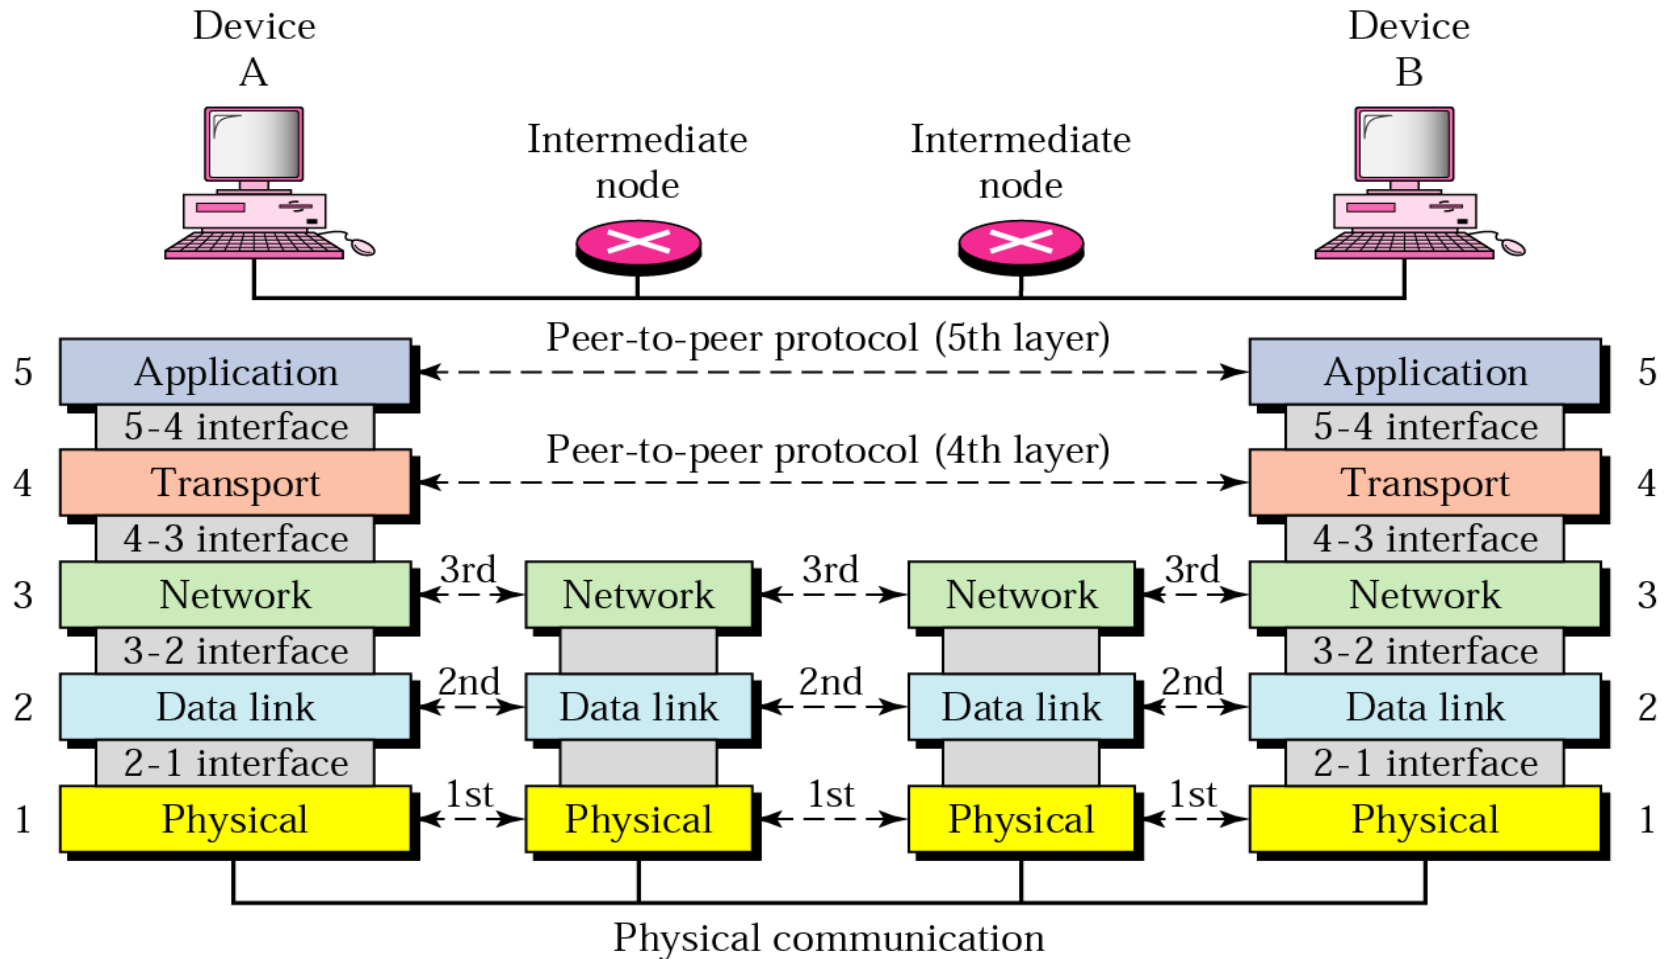 Device
A
Device
B
Intermediate
node
Intermediate
node
Peer-to-peer protocol (5th layer)
5 Application Application 5
5-4 interface 5-4 interface
Peer-to-peer protocol (4th layer)
4 Transport Transport 4
4-3 interface 4-3 interface
3rd 3rd 3rd
3 Network Network Network Network 3
3-2 interface 3-2 interface
2nd 2nd 2nd
2 Data link Data link Data link Data link 2
2-1 interface 2-1 interface
1st 1st 1st
1 Physical Physical Physical Physical 1
Physical communication